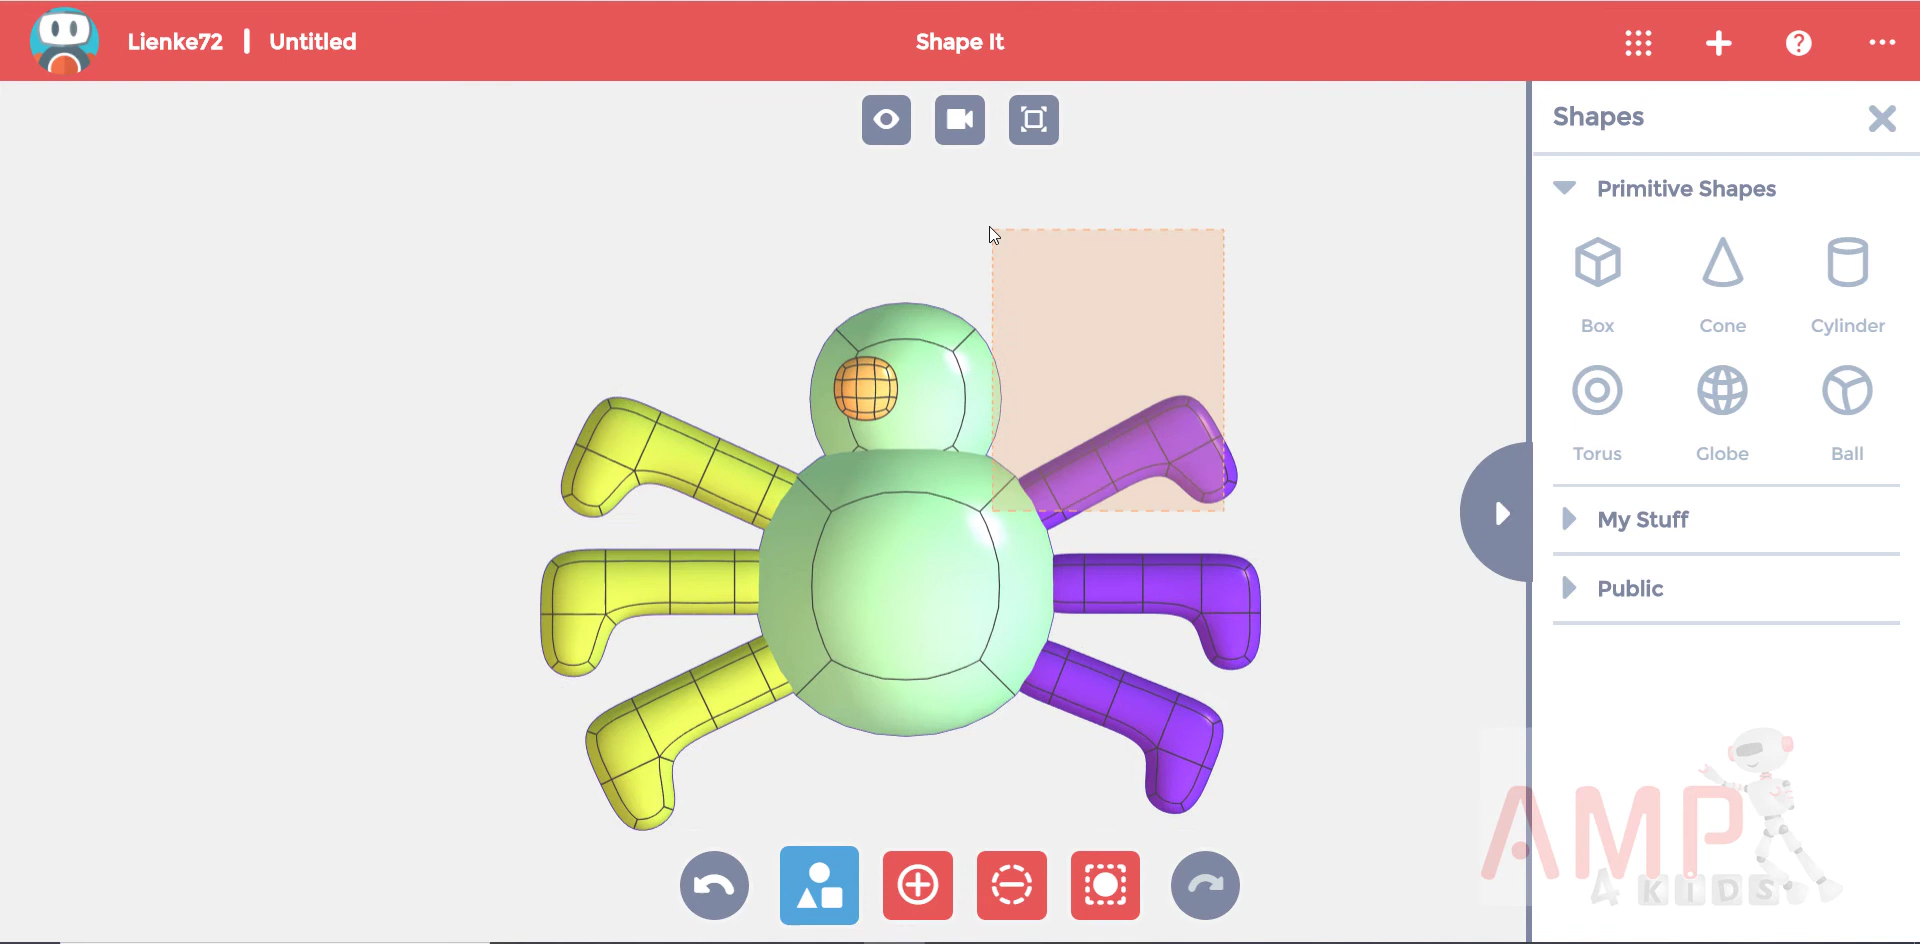 Lienke72 | Untitled
Shape It
Shapes
Primitive Shapes
Box
Cone
Cylinder
Torus
Globe
Ball
My Stuff
Public
AMP
4 KIDS